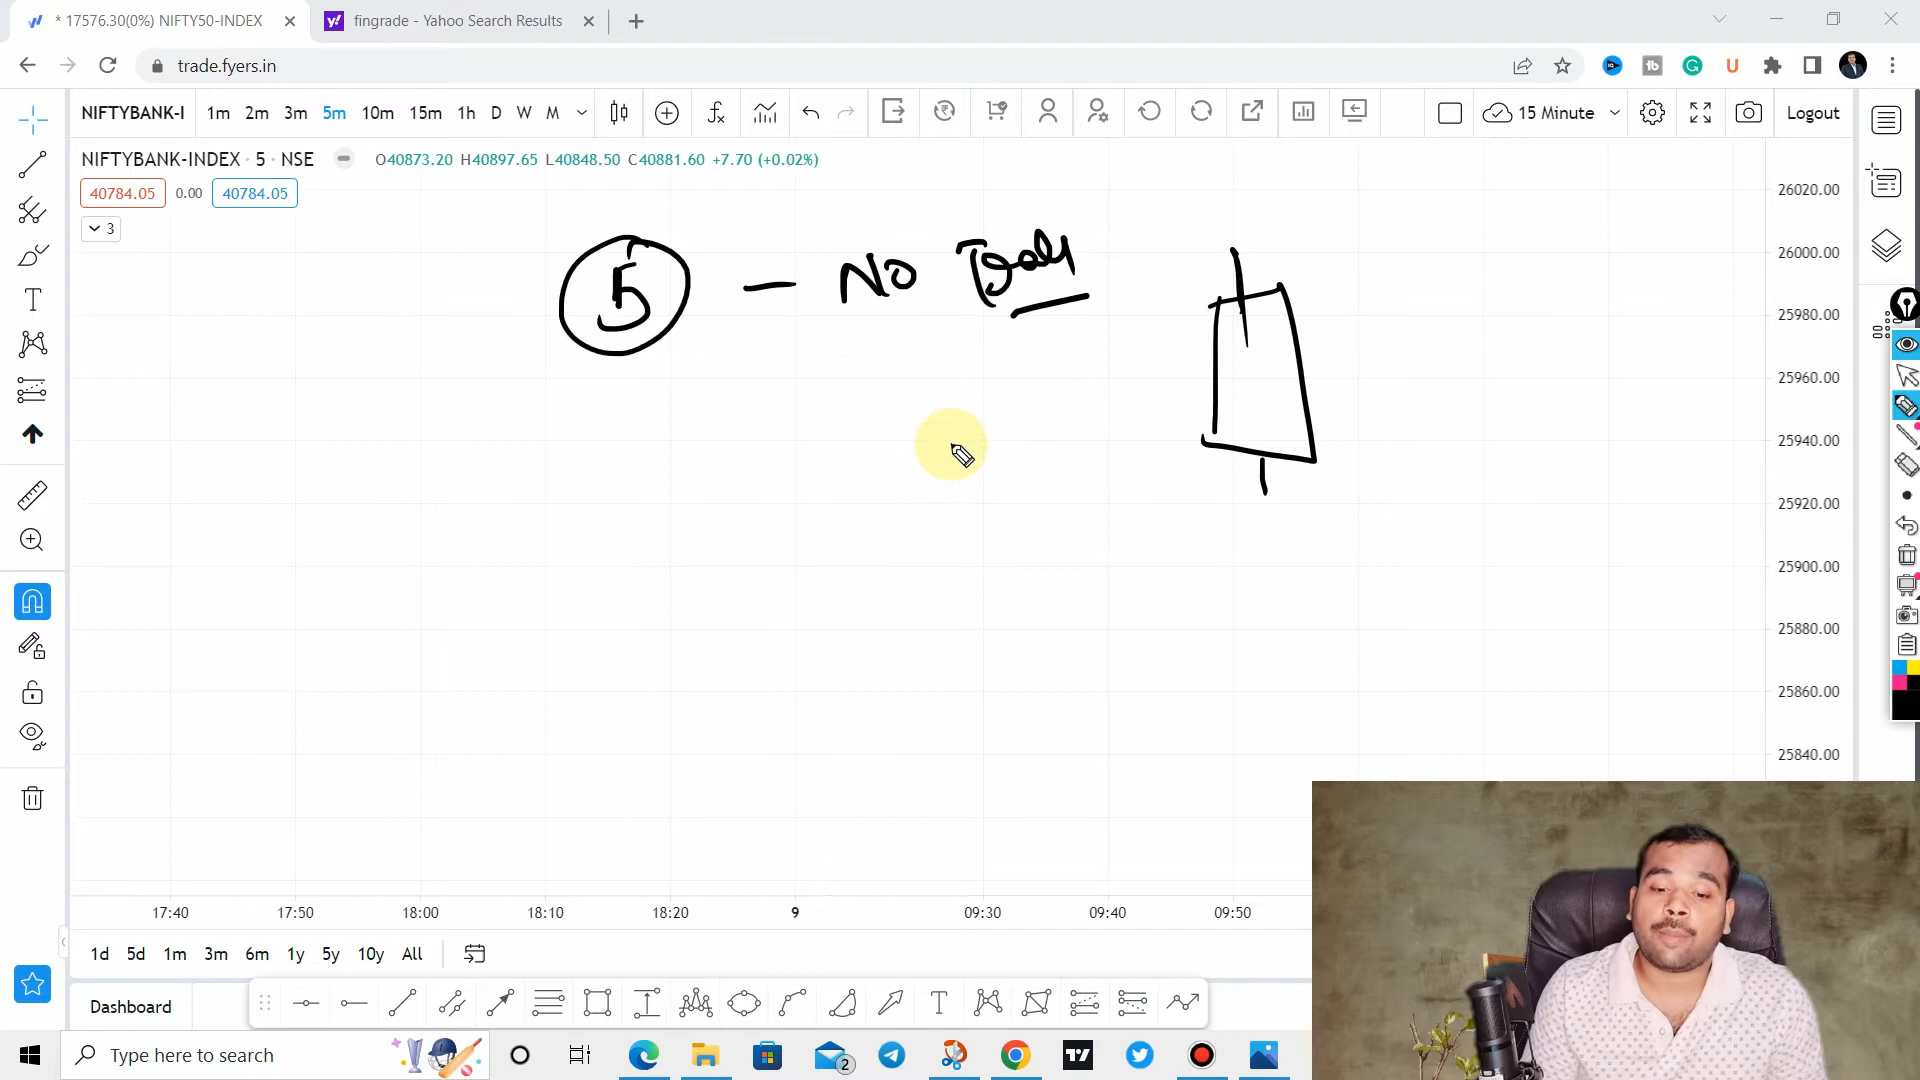 * 17576.30(0%) NIFTY50-INDEX
fingrade - Yahoo Search Results
trade.fyers.in
NIFTYBANK-I 1m 2m 3m 5m 10m 15m 1h D W M 15 Minute Logout
NIFTYBANK-INDEX · 5 · NSE O40873.20 H40897.65 L40848.50 C40881.60 +7.70 (+0.02%)
40784.05 0.00 40784.05
3
5 — No
26020.00
26000.00
25980.00
25960.00
25940.00
25920.00
25900.00
25880.00
25860.00
25840.00
17:40 17:50 18:00 18:10 18:20 9 09:30 09:40 09:50
1d 5d 1m 3m 6m 1y 5y 10y All
Dashboard
Type here to search
2